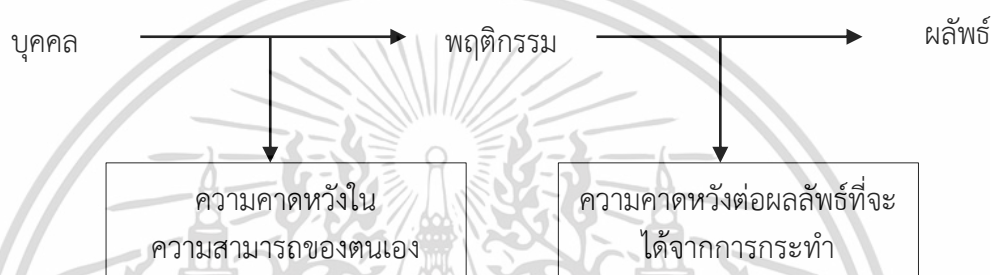 บุคคล พฤติกรรม ผลัพธ์
ความคาดหวังใน
ความสามารถของตนเอง
ความคาดหวังต่อผลลัพธ์ที่จะ
ได้จากการกระทำ